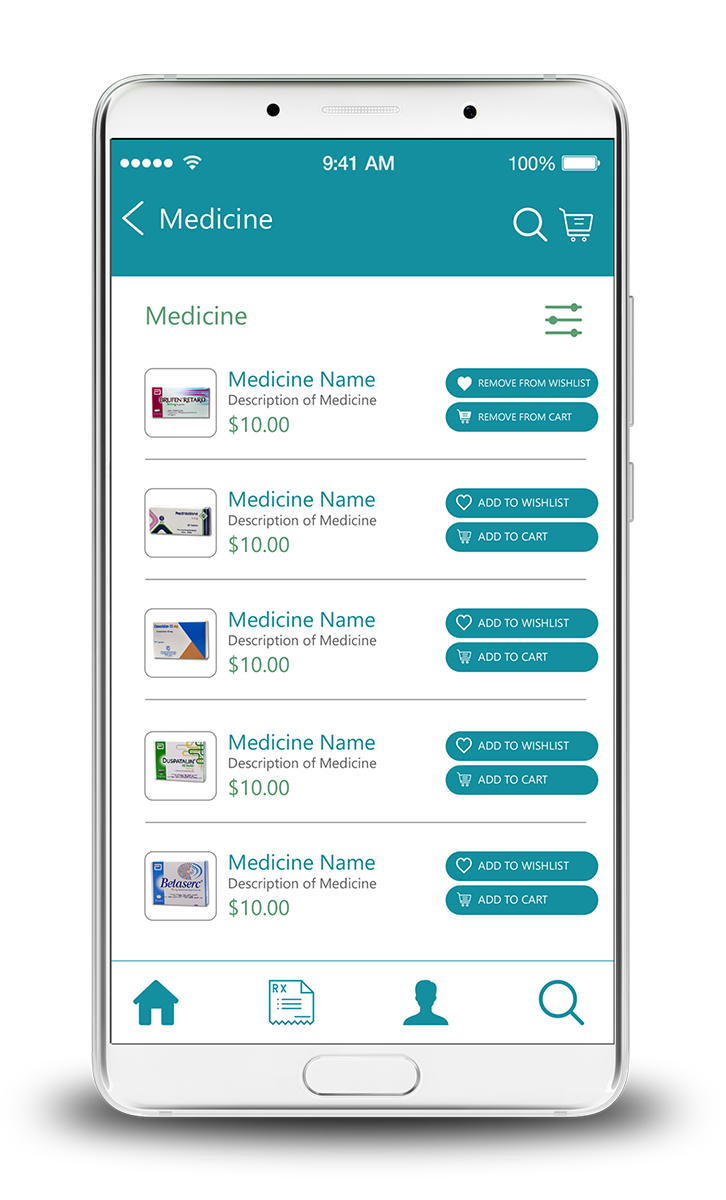 9:41 AM
100%
Medicine
Medicine
BRUFEN RETARD
Medicine Name
Description of Medicine
$10.00
REMOVE FROM WISHLIST
REMOVE FROM CART
Prednisolone
Medicine Name
Description of Medicine
$10.00
ADD TO WISHLIST
ADD TO CART
Medicine Name
Description of Medicine
$10.00
ADD TO WISHLIST
ADD TO CART
DUSPATALIN
Medicine Name
Description of Medicine
$10.00
ADD TO WISHLIST
ADD TO CART
Betaserc
Medicine Name
Description of Medicine
$10.00
ADD TO WISHLIST
ADD TO CART
RX